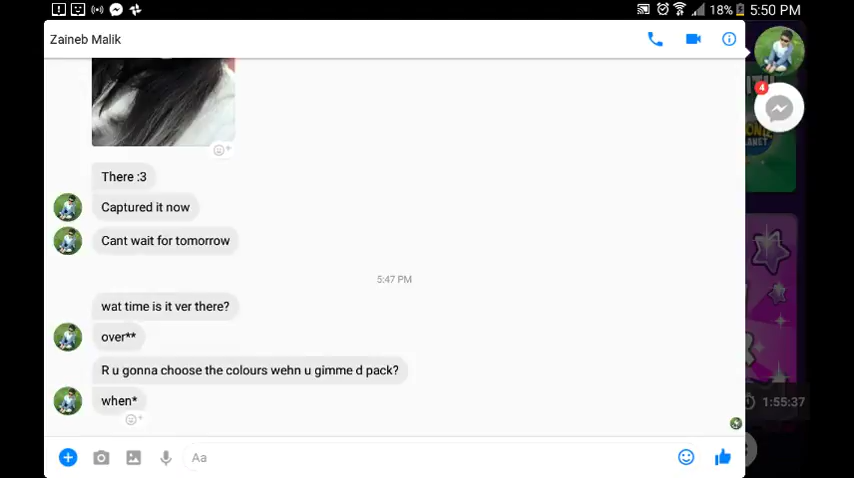 18% 5:50 PM
Zaineb Malik
4
There :3
Captured it now
Cant wait for tomorrow
5:47 PM
wat time is it ver there?
over**
R u gonna choose the colours wehn u gimme d pack?
when*
1:55:37
Aa